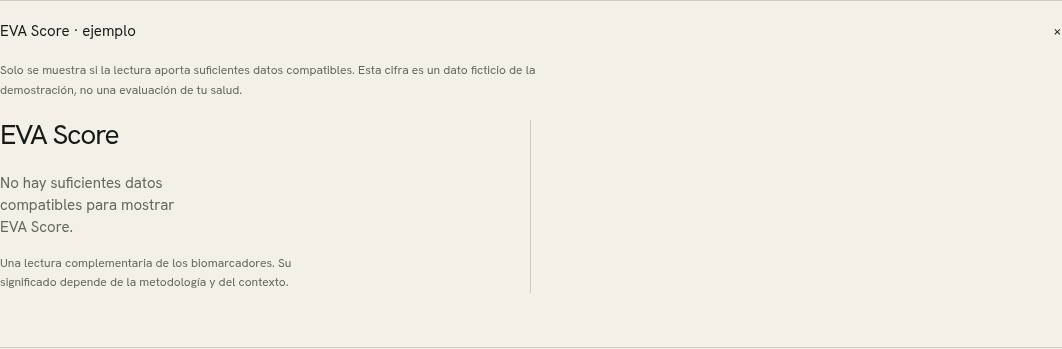 EVA Score · ejemplo
×
Solo se muestra si la lectura aporta suficientes datos compatibles. Esta cifra es un dato ficticio de la
demostración, no una evaluación de tu salud.
EVA Score
No hay suficientes datos
compatibles para mostrar
EVA Score.
Una lectura complementaria de los biomarcadores. Su
significado depende de la metodología y del contexto.